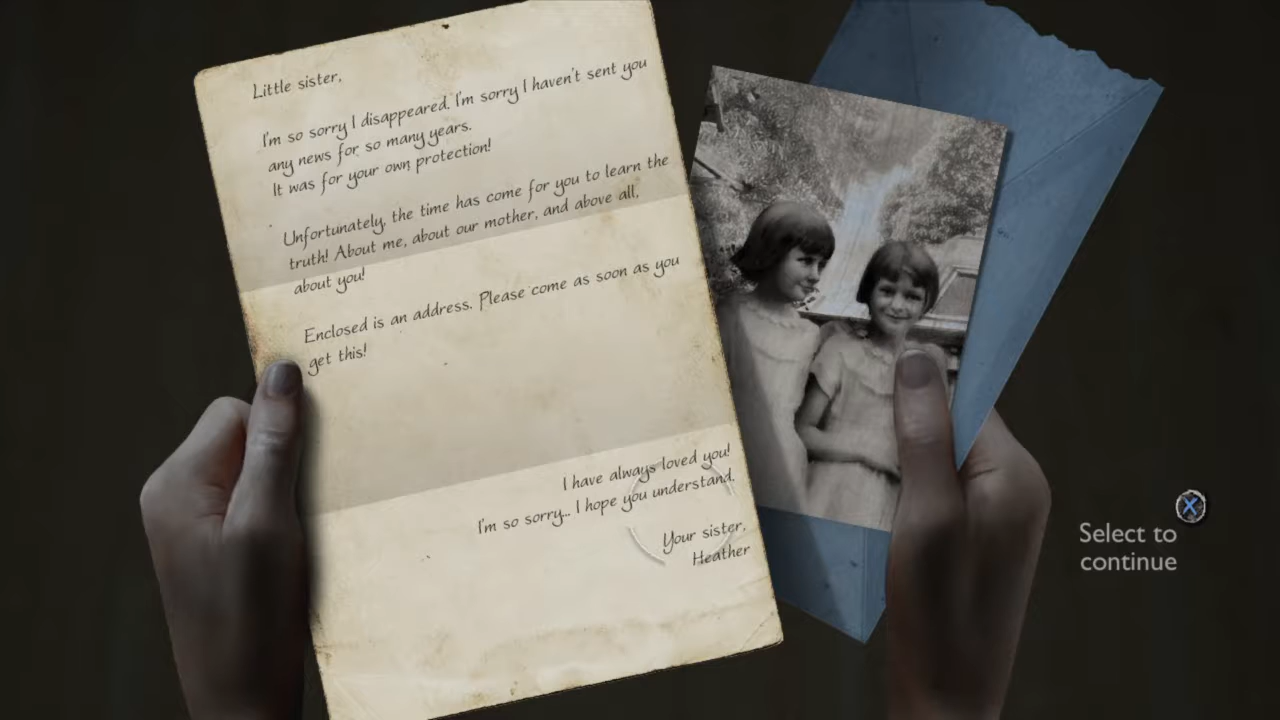 Little sister,
I'm so sorry I disappeared. I'm sorry I haven't sent you
any news for so many years.
It was for your own protection!
Unfortunately, the time has come for you to learn the
truth! About me, about our mother, and above all,
about you!
Enclosed is an address. Please come as soon as you
get this!
I have always loved you!
I'm so sorry... I hope you understand.
Your sister,
Heather
Select to
continue